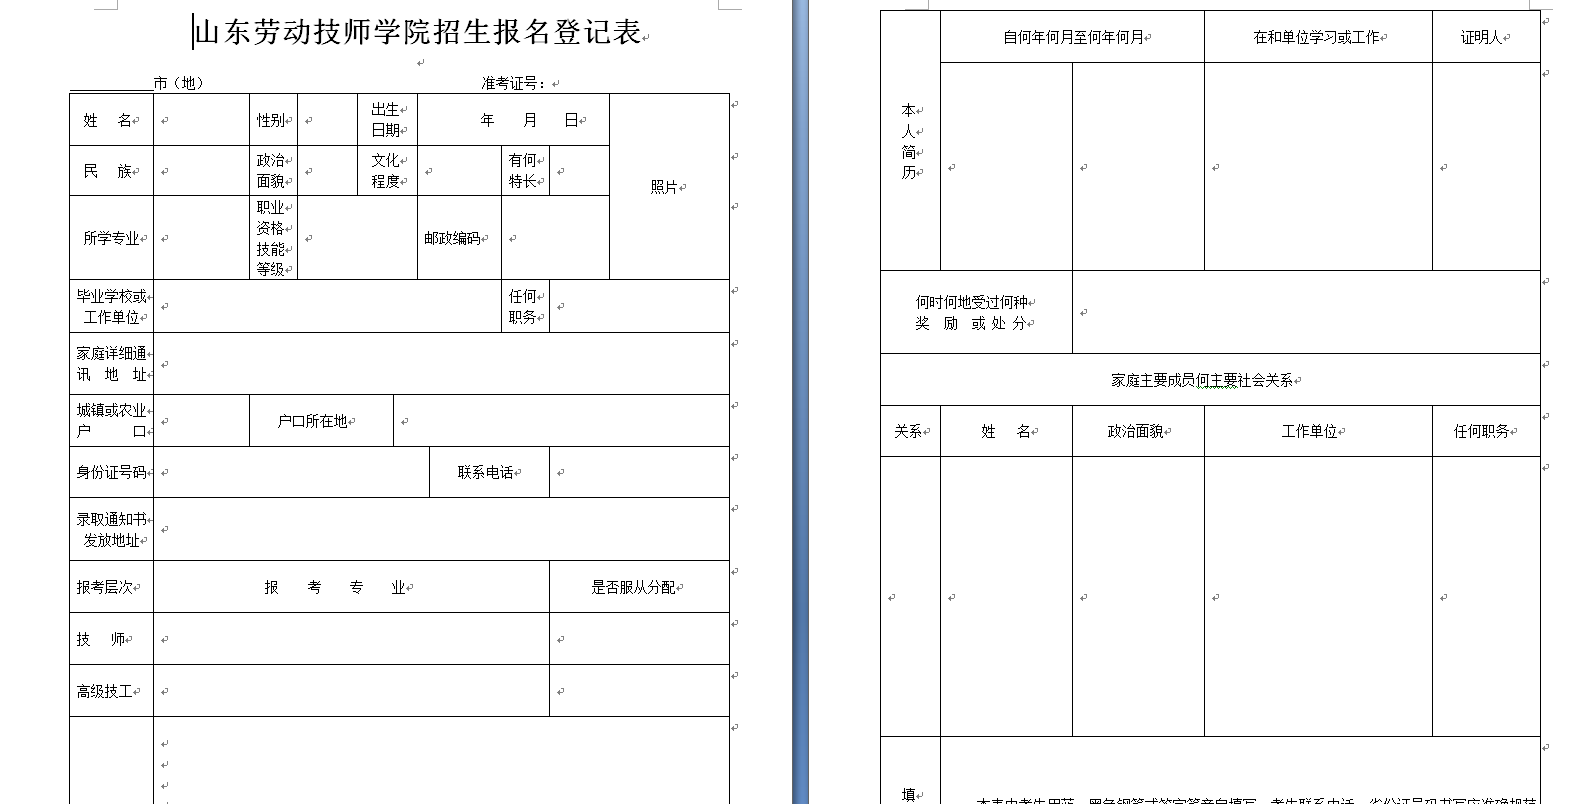 山东劳动技师学院招生报名登记表
市（地） 准考证号：
姓 名 性别 出生日期 年 月 日 照片
民 族 政治面貌 文化程度 有何特长
所学专业 职业资格技能等级 邮政编码
毕业学校或工作单位 任何职务
家庭详细通讯 地 址
城镇或农业户 口 户口所在地
身份证号码 联系电话
录取通知书发放地址
报考层次 报 考 专 业 是否服从分配
技 师
高级技工
本人简历 自何年何月至何年何月 在和单位学习或工作 证明人
何时何地受过何种
奖 励 或 处 分
家庭主要成员何主要社会关系
关系 姓 名 政治面貌 工作单位 任何职务
填